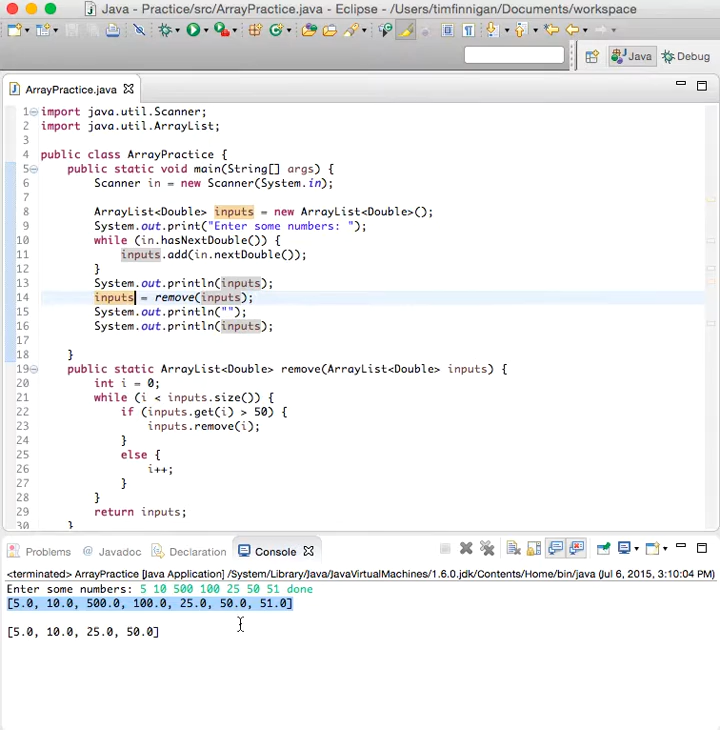 Java - Practice/src/ArrayPractice.java - Eclipse - /Users/timfinnigan/Documents/workspace
Java
Debug
ArrayPractice.java
1 import java.util.Scanner;
2 import java.util.ArrayList;
3
4 public class ArrayPractice {
5 public static void main(String[] args) {
6 Scanner in = new Scanner(System.in);
7
8 ArrayList<Double> inputs = new ArrayList<Double>();
9 System.out.print("Enter some numbers: ");
10 while (in.hasNextDouble()) {
11 inputs.add(in.nextDouble());
12 }
13 System.out.println(inputs);
14 inputs = remove(inputs);
15 System.out.println("");
16 System.out.println(inputs);
17
18 }
19 public static ArrayList<Double> remove(ArrayList<Double> inputs) {
20 int i = 0;
21 while (i < inputs.size()) {
22 if (inputs.get(i) > 50) {
23 inputs.remove(i);
24 }
25 else {
26 i++;
27 }
28 }
29 return inputs;
30 }
Problems @ Javadoc Declaration Console
<terminated> ArrayPractice [Java Application] /System/Library/Java/JavaVirtualMachines/1.6.0.jdk/Contents/Home/bin/java (Jul 6, 2015, 3:10:04 PM)
Enter some numbers: 5 10 500 100 25 50 51 done
[5.0, 10.0, 500.0, 100.0, 25.0, 50.0, 51.0]
[5.0, 10.0, 25.0, 50.0]